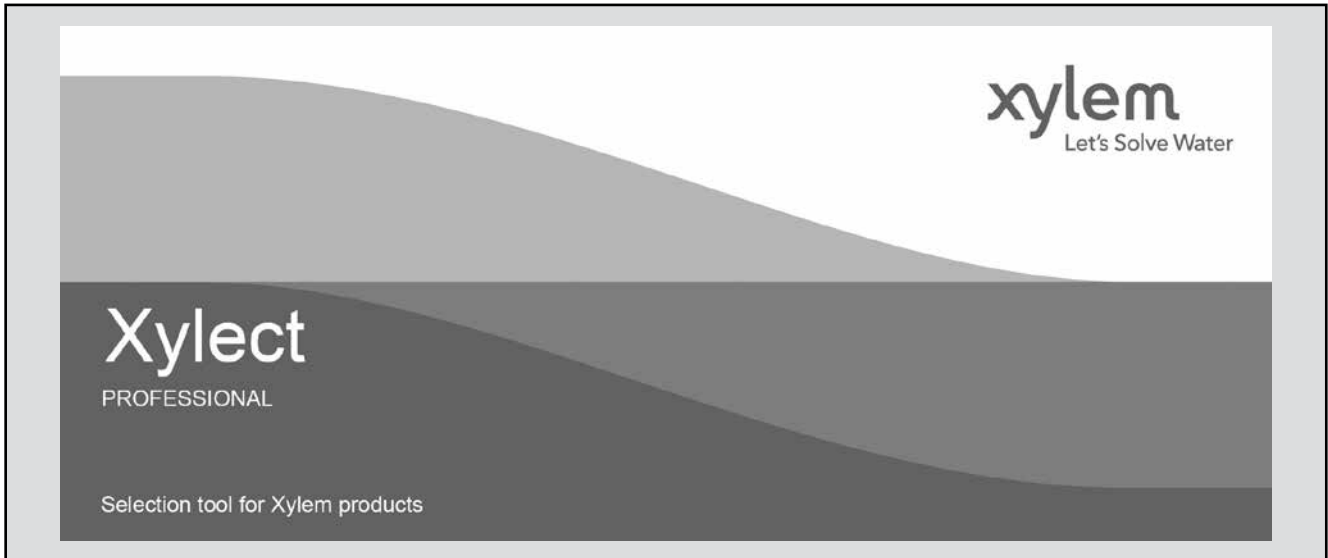 xylem
Let's Solve Water
Xylect
PROFESSIONAL
Selection tool for Xylem products